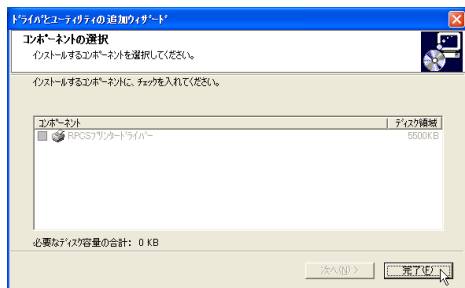 ﾄﾞﾗｲﾊﾞとﾕｰﾃｨﾘﾃｨの追加ｳｨｻﾞｰﾄﾞ
ｺﾝﾎﾟｰﾈﾝﾄの選択
ｲﾝｽﾄｰﾙするｺﾝﾎﾟｰﾈﾝﾄを選択してください。
ｲﾝｽﾄｰﾙするｺﾝﾎﾟｰﾈﾝﾄに、ﾁｪｯｸを入れてください。
ｺﾝﾎﾟｰﾈﾝﾄ ﾃﾞｨｽｸ領域
RPCSﾌﾟﾘﾝﾀｰﾄﾞﾗｲﾊﾞｰ 5500KB
必要なﾃﾞｨｽｸ容量の合計: 0 KB
次へ(N) > 完了(E)